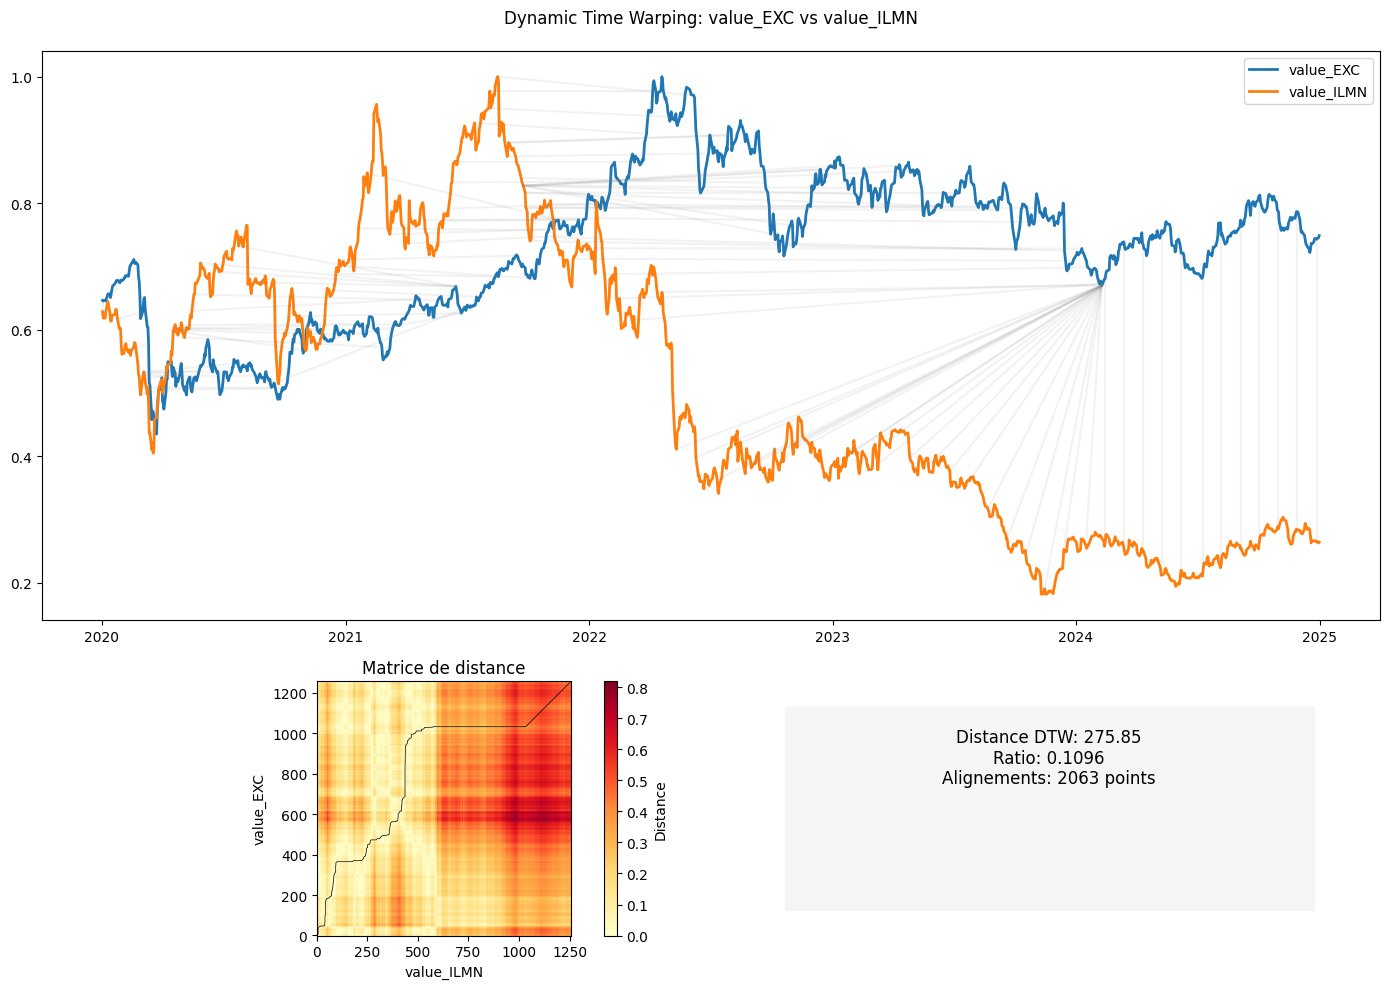 Dynamic Time Warping: value_EXC vs value_ILMN
value_EXC
value_ILMN
1.0
0.8
0.6
0.4
0.2
2020 2021 2022 2023 2024 2025
Matrice de distance
value_EXC
1200
1000
800
600
400
200
0
0 250 500 750 1000 1250
value_ILMN
0.8
0.7
0.6
0.5
0.4
0.3
0.2
0.1
0.0
Distance
Distance DTW: 275.85
Ratio: 0.1096
Alignements: 2063 points